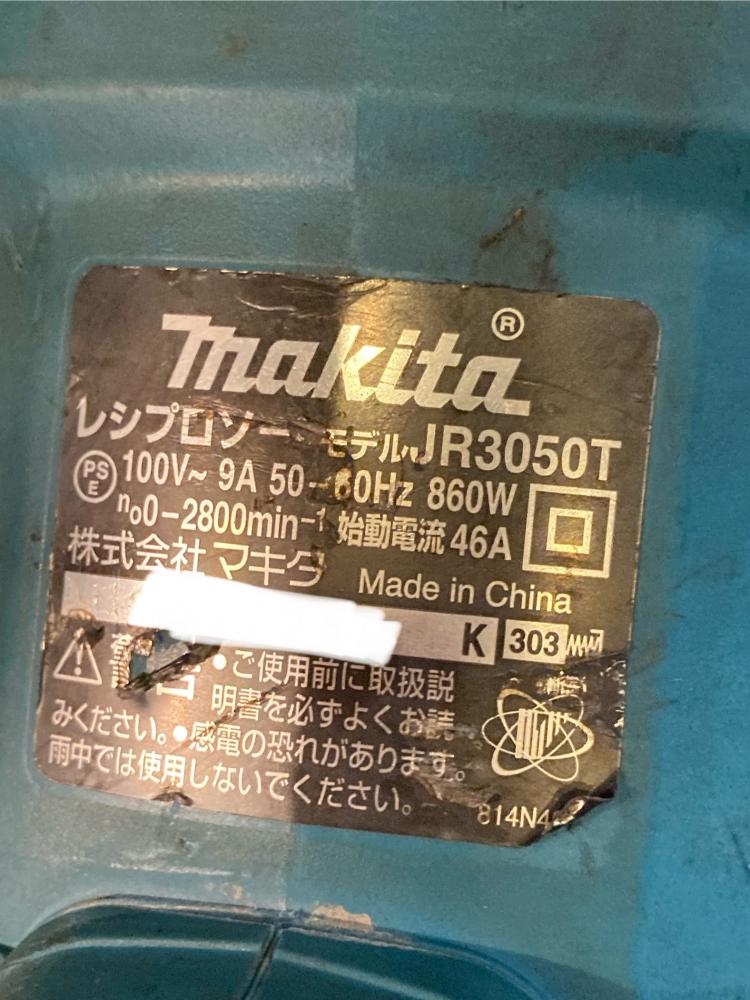 makita®
レシプロソー モデル JR3050T
PS E 100V~ 9A 50-60Hz 860W
n₀0-2800min⁻¹ 始動電流 46A
株式会社 マキタ Made in China
K 303
⚠ 警告 ・ご使用前に取扱説
明書を必ずよくお読
みください。・感電の恐れがあります。
雨中では使用しないでください。